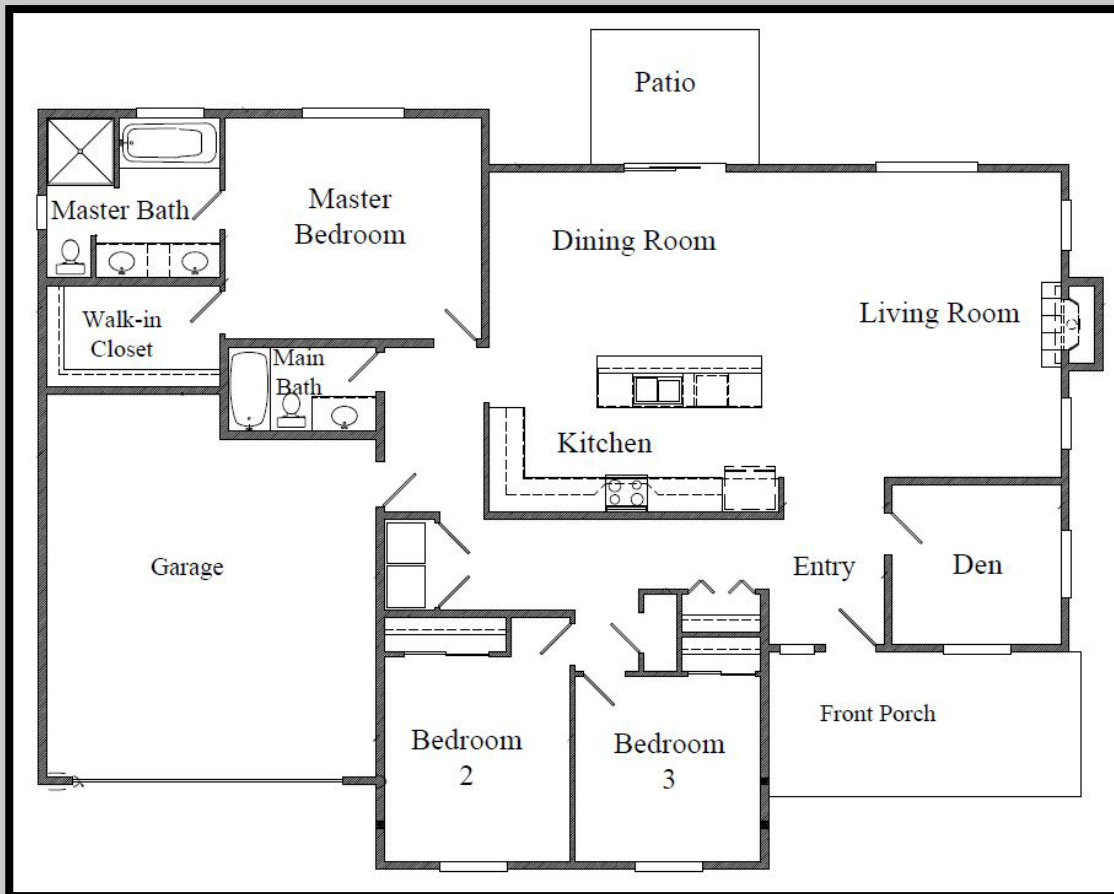 Patio
Master Bath
Master
Bedroom
Dining Room
Living Room
Walk-in
Closet
Main
Bath
Kitchen
Garage
Entry
Den
Bedroom
2
Bedroom
3
Front Porch